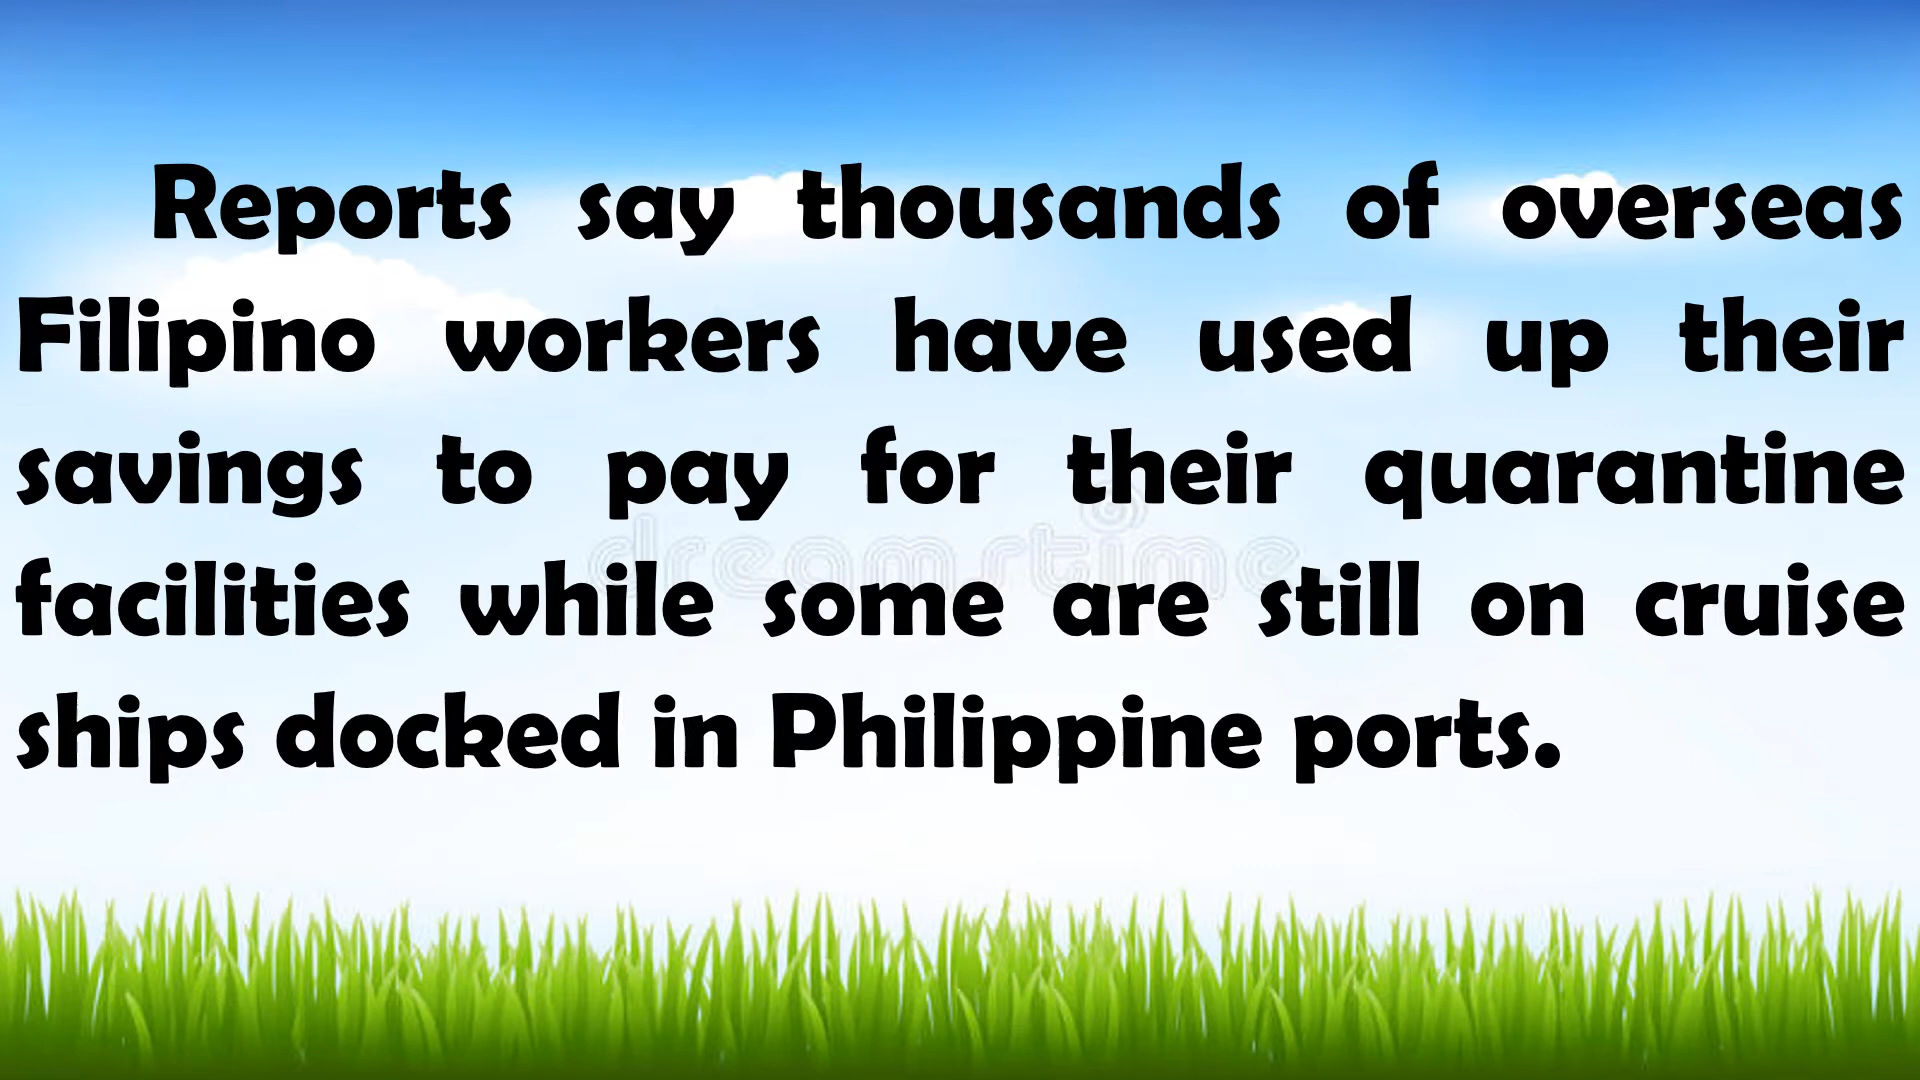 Reports say thousands of overseas
Filipino workers have used up their
savings to pay for their quarantine
facilities while some are still on cruise
ships docked in Philippine ports.
dreamstime